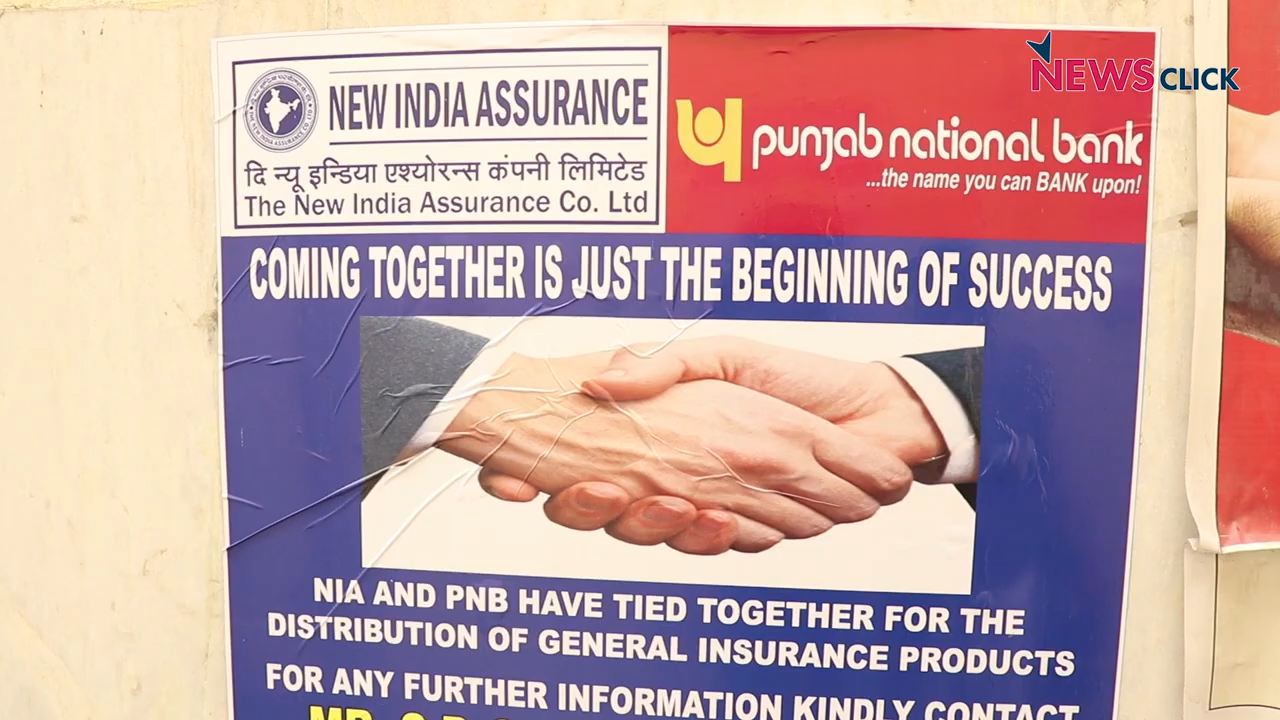 NEWSCLICK
NEW INDIA ASSURANCE
दि न्यू इन्डिया एश्योरन्स कंपनी लिमिटेड
The New India Assurance Co. Ltd
punjab national bank
...the name you can BANK upon!
COMING TOGETHER IS JUST THE BEGINNING OF SUCCESS
NIA AND PNB HAVE TIED TOGETHER FOR THE
DISTRIBUTION OF GENERAL INSURANCE PRODUCTS
FOR ANY FURTHER INFORMATION KINDLY CONTACT